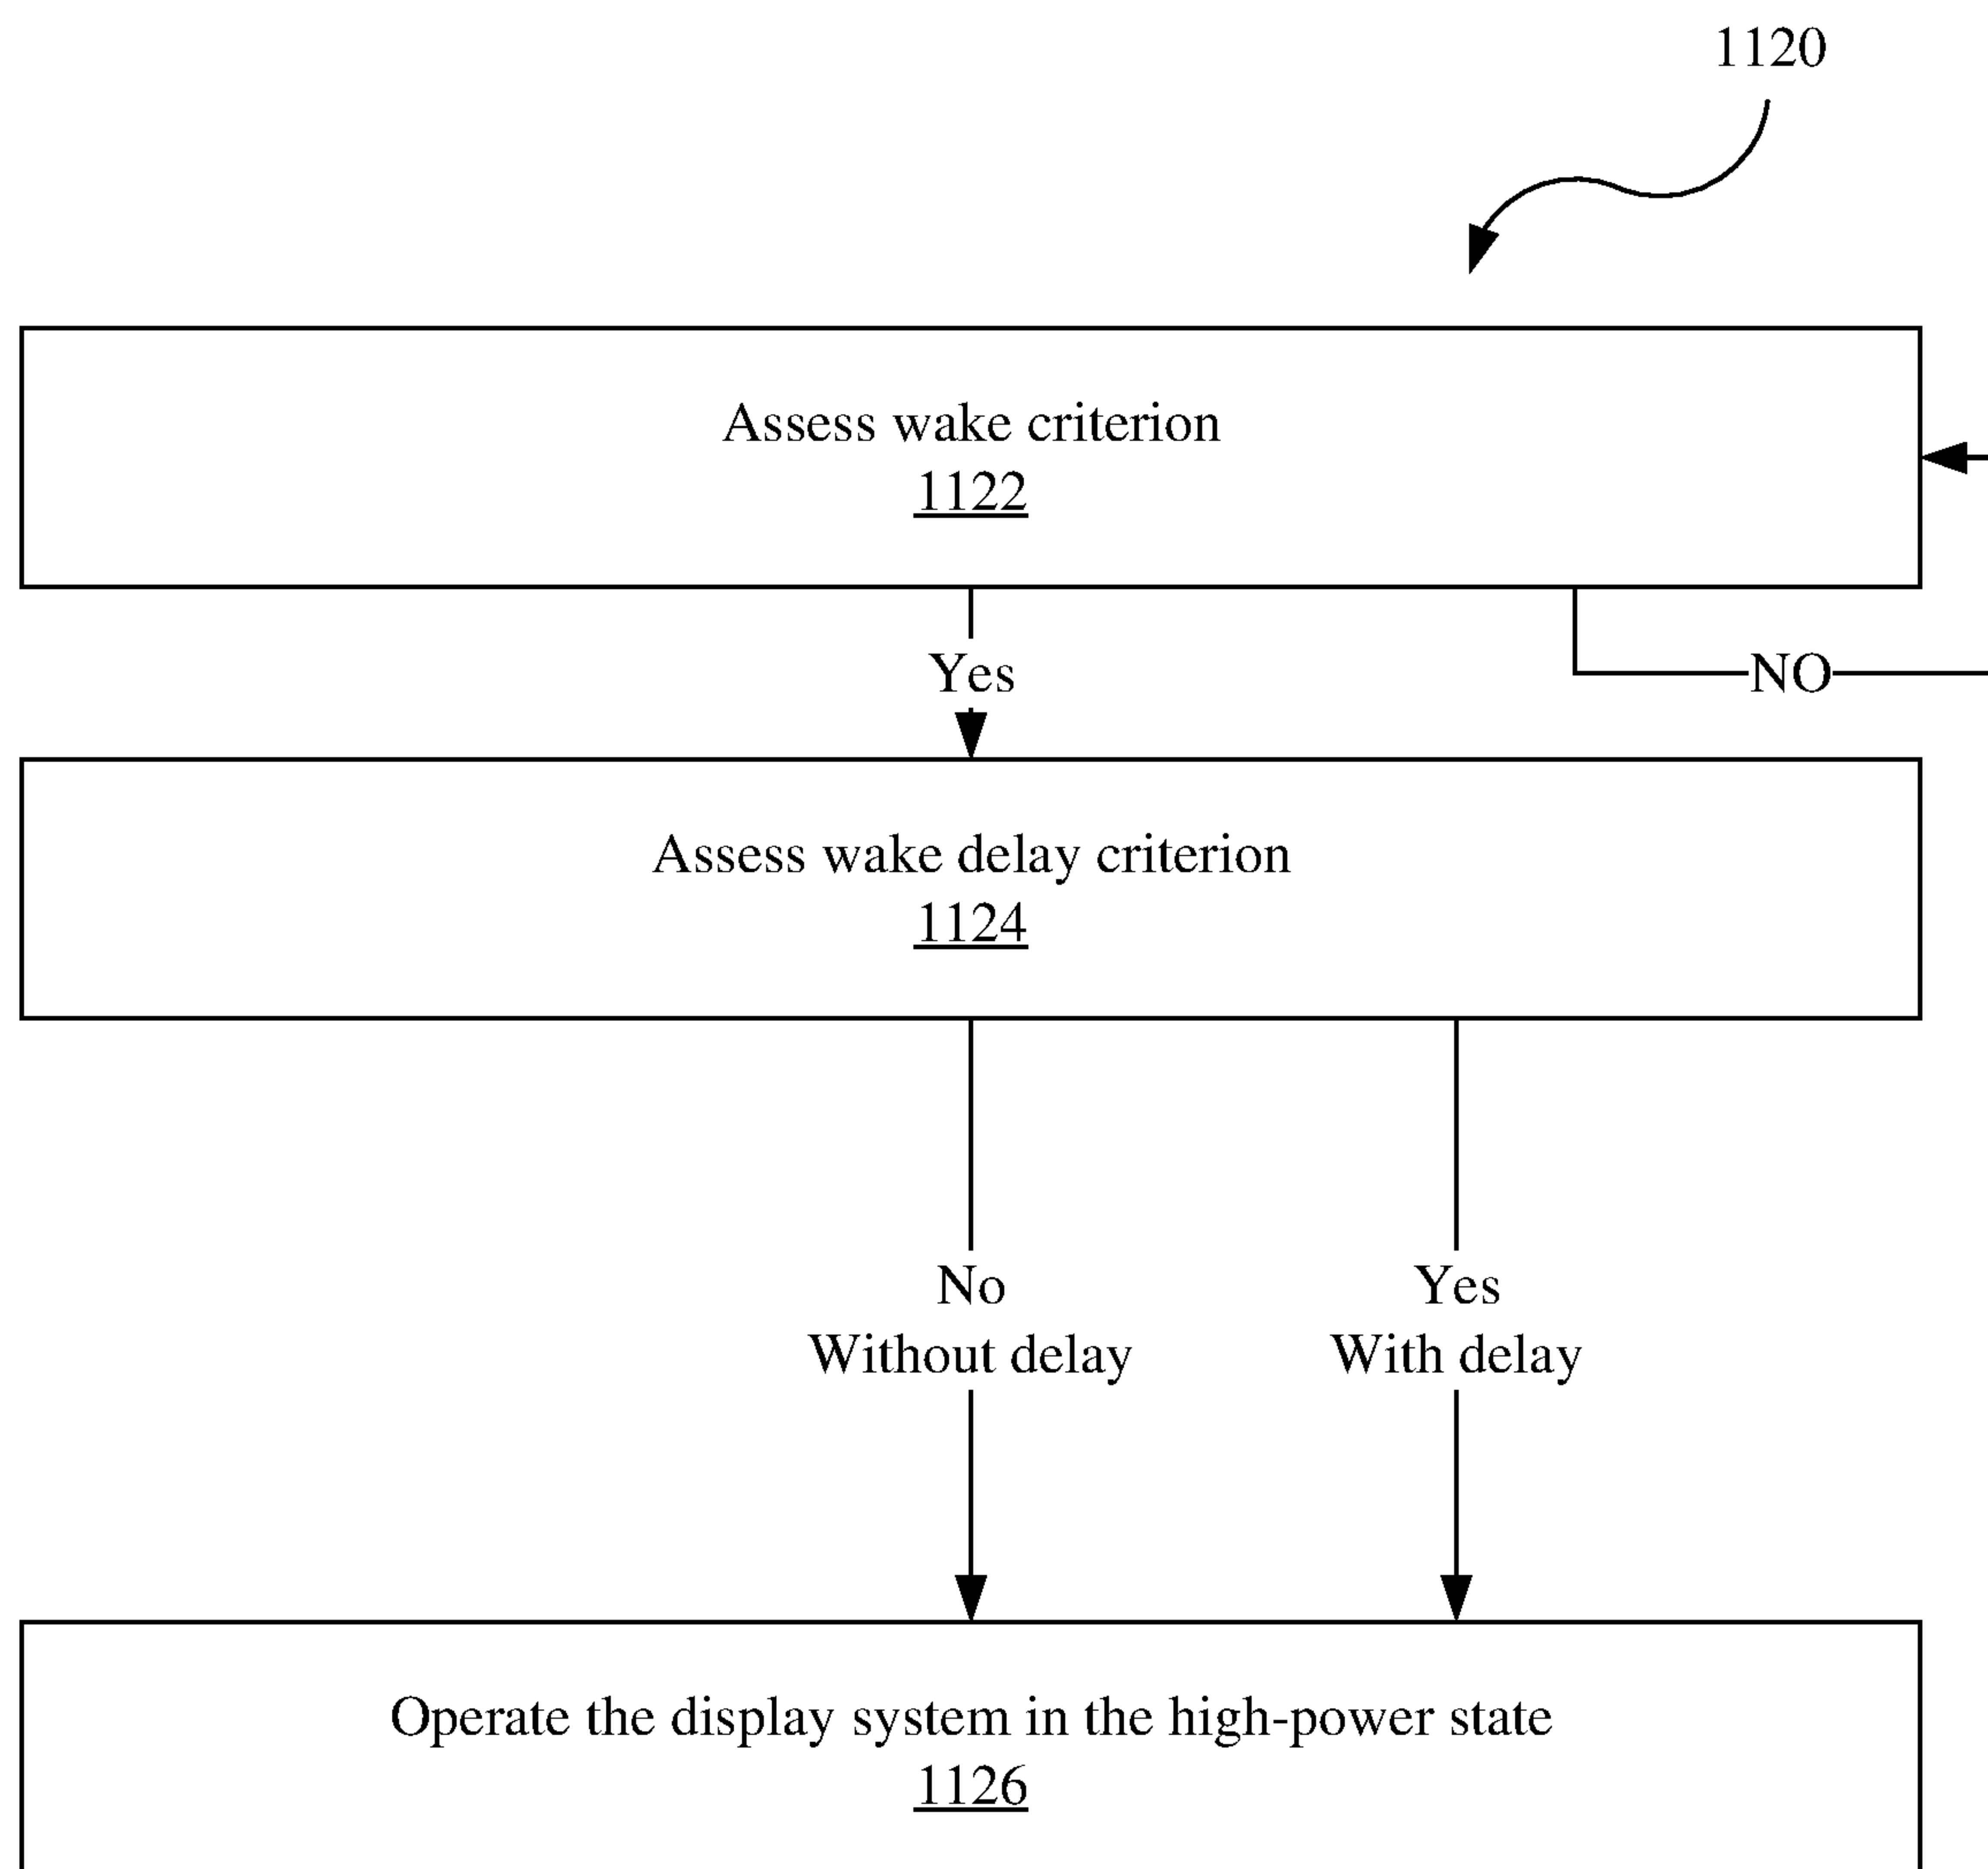 1120
Assess wake criterion
1122
Yes
NO
Assess wake delay criterion
1124
No
Without delay
Yes
With delay
Operate the display system in the high-power state
1126